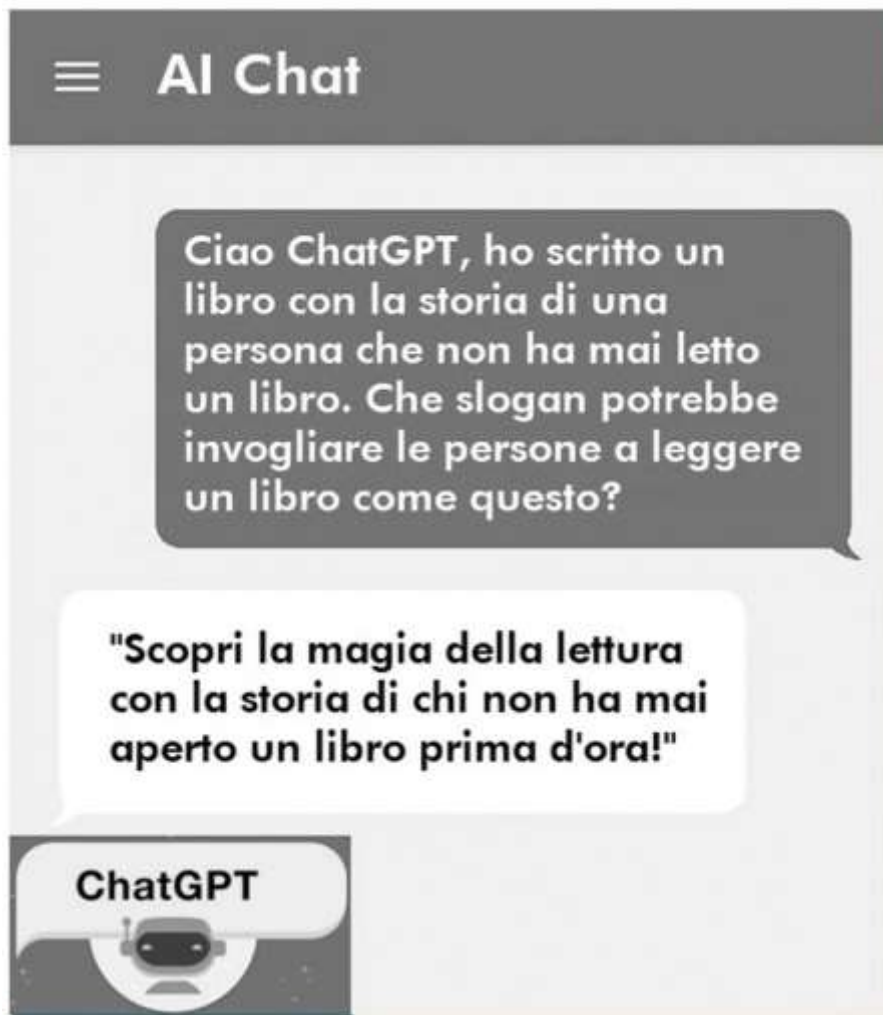 AI Chat
Ciao ChatGPT, ho scritto un
libro con la storia di una
persona che non ha mai letto
un libro. Che slogan potrebbe
invogliare le persone a leggere
un libro come questo?
"Scopri la magia della lettura
con la storia di chi non ha mai
aperto un libro prima d'ora!"
ChatGPT